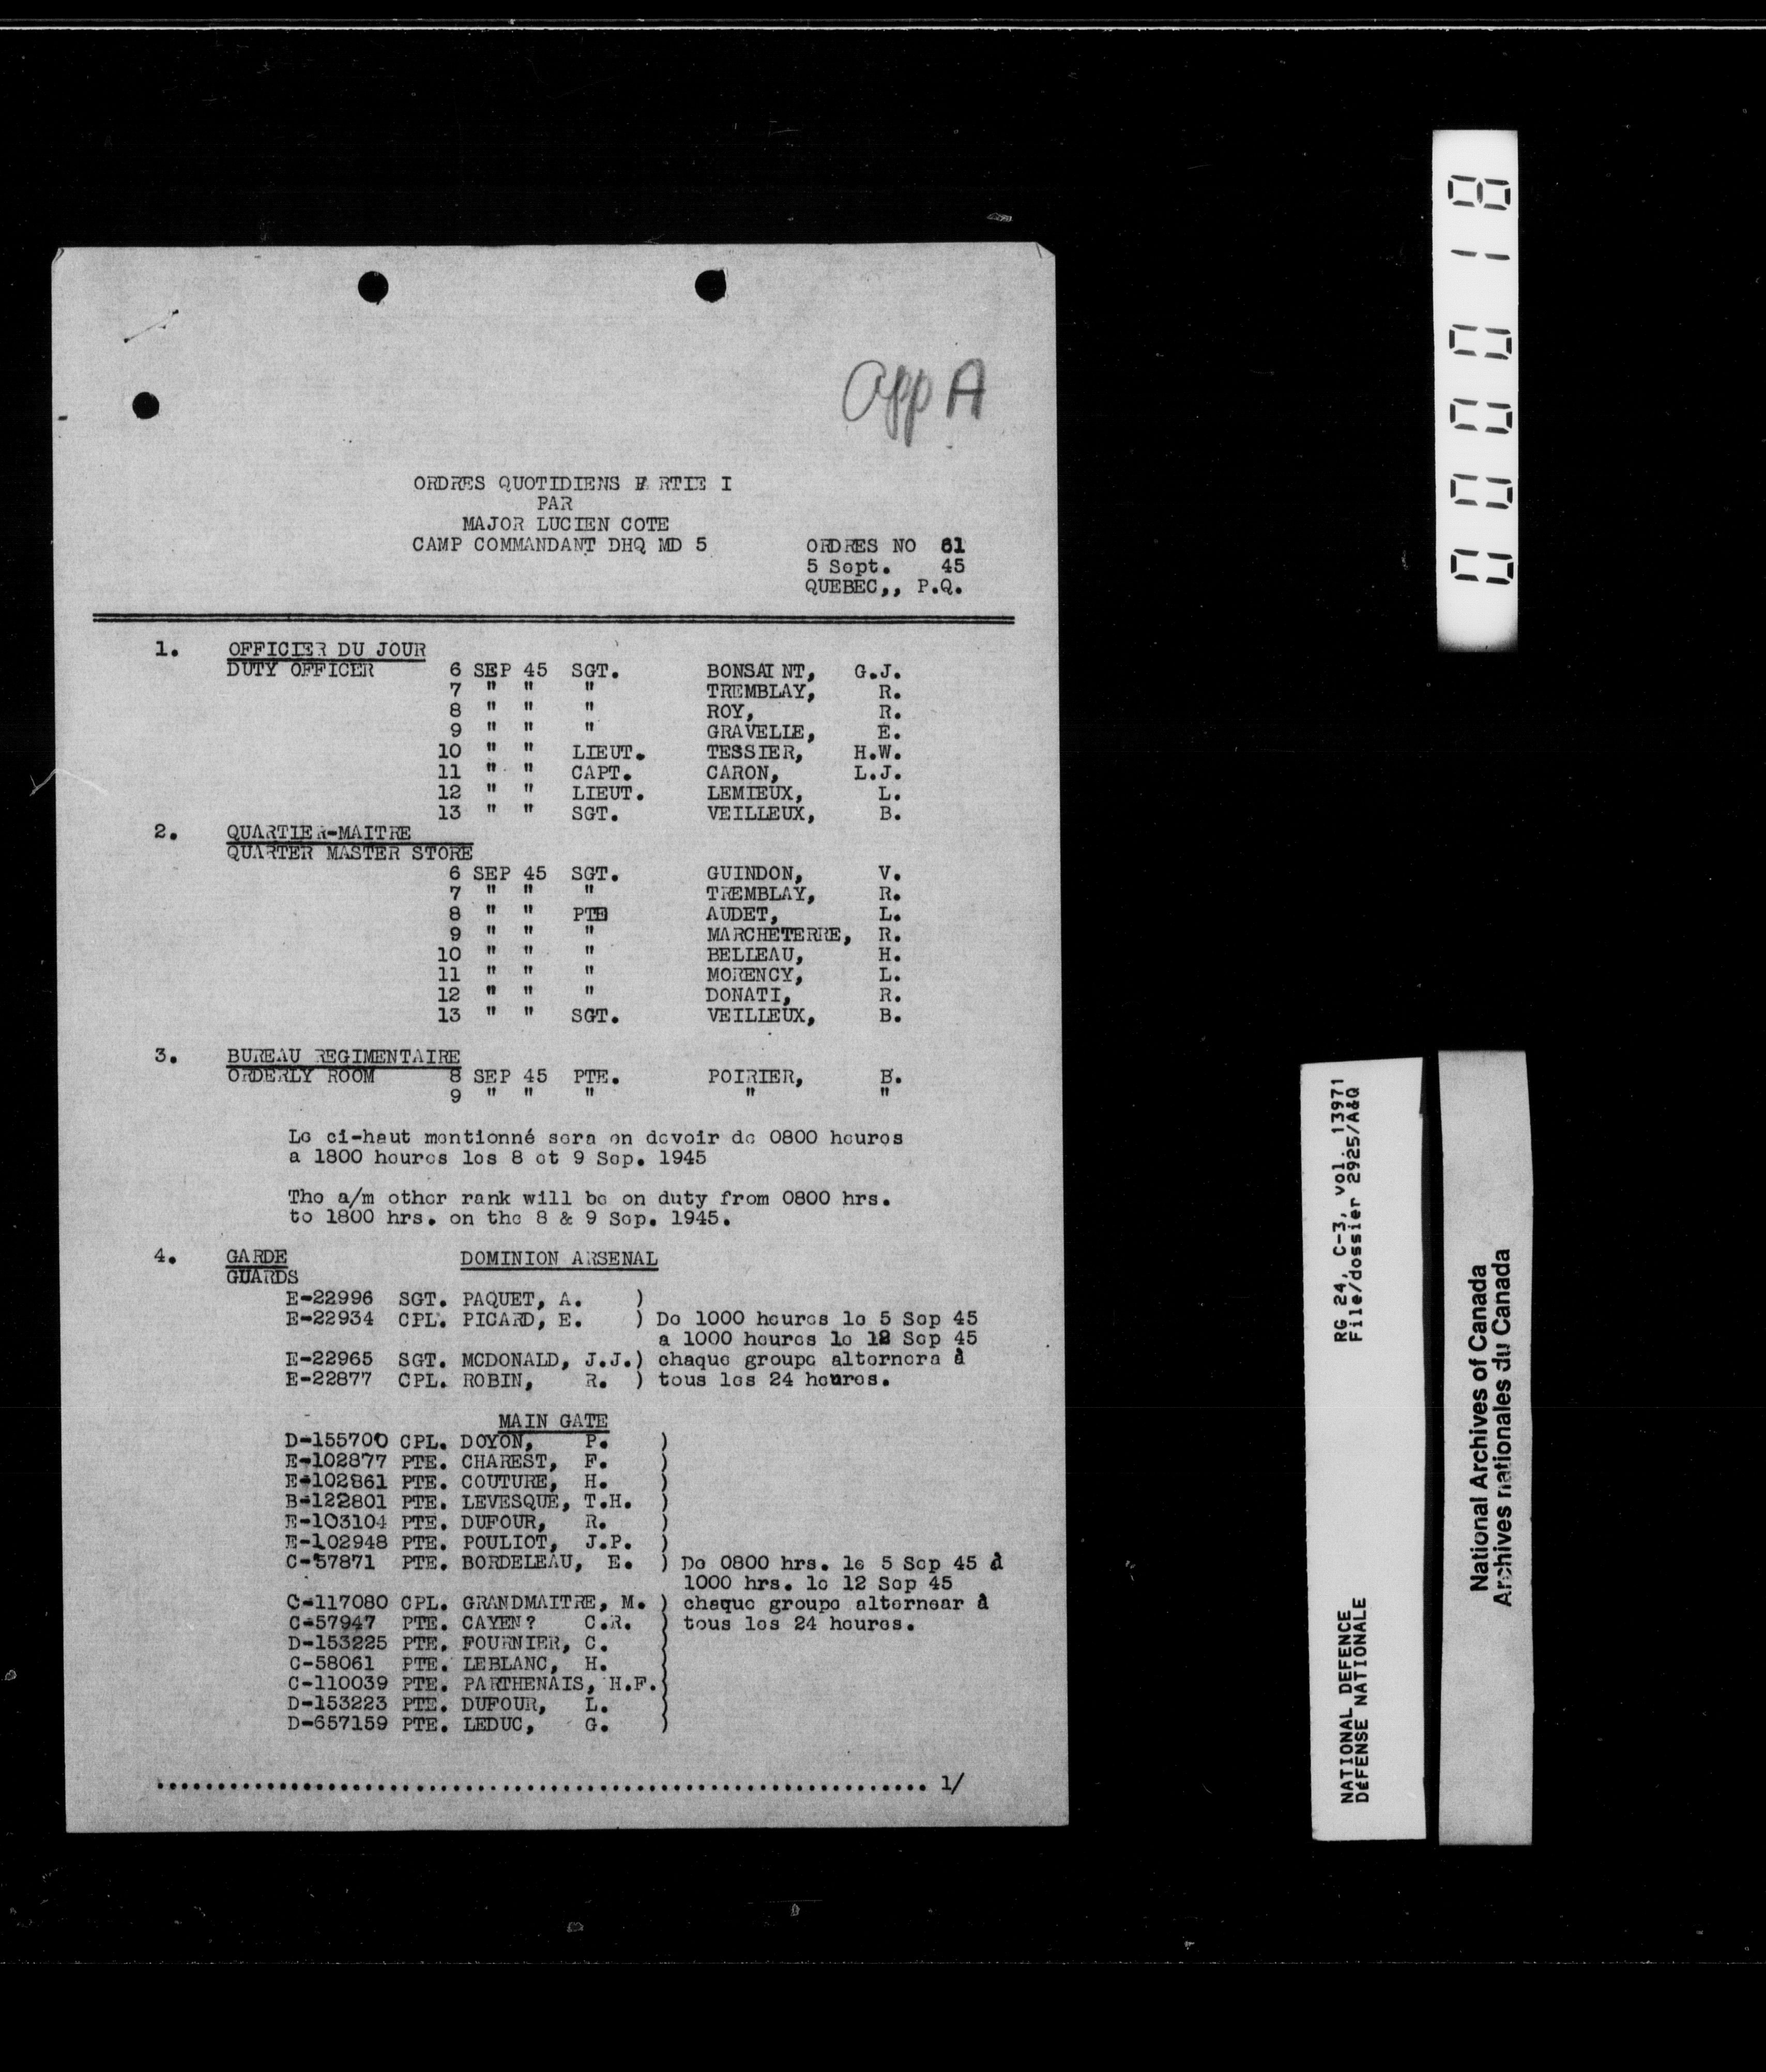 app A
ORDRES QUOTIDIENS PARTIE I
PAR
MAJOR LUCIEN COTE
CAMP COMMANDANT DHQ MD 5
ORDRES NO 61
5 Sept. 45
QUEBEC,, P.Q.
1. OFFICIER DU JOUR
DUTY OFFICER 6 SEP 45 SGT. BONSAINT, G.J.
7 " " " TREMBLAY, R.
8 " " " ROY, R.
9 " " " GRAVELLE, E.
10 " " LIEUT. TESSIER, H.W.
11 " " CAPT. CARON, L.J.
12 " " LIEUT. LEMIEUX, L.
13 " " SGT. VEILLEUX, B.
2. QUARTIER-MAITRE
QUARTER MASTER STORE
6 SEP 45 SGT. GUINDON, V.
7 " " " TREMBLAY, R.
8 " " PTE AUDET, L.
9 " " " MARCHETERRE, R.
10 " " " BELLEAU, H.
11 " " " MORENCY, L.
12 " " " DONATI, R.
13 " " SGT. VEILLEUX, B.
3. BUREAU REGIMENTAIRE
ORDERLY ROOM 8 SEP 45 PTE. POIRIER, B.
9 " " " " "
Le ci-haut mentionné sera en devoir de 0800 heures
a 1800 heures les 8 et 9 Sep. 1945
The a/m other rank will be on duty from 0800 hrs.
to 1800 hrs. on the 8 & 9 Sep. 1945.
4. GARDE DOMINION ARSENAL
GUARDS
E-22996 SGT. PAQUET, A. )
E-22934 CPL. PICARD, E. ) De 1000 heures le 5 Sep 45
a 1000 heures le 12 Sep 45
E-22965 SGT. MCDONALD, J.J.) chaque groupe alternera à
E-22877 CPL. ROBIN, R. ) tous les 24 heures.
MAIN GATE
D-155700 CPL. DOYON, P. )
E-102877 PTE. CHAREST, F. )
E-102861 PTE. COUTURE, H. )
B-122801 PTE. LEVESQUE, T.H. )
E-103104 PTE. DUFOUR, R. )
E-102948 PTE. POULIOT, J.P. )
C-57871 PTE. BORDELEAU, E. ) De 0800 hrs. le 5 Sep 45 à
1000 hrs. le 12 Sep 45
C-117080 CPL. GRANDMAITRE, M. ) chaque groupe alternear à
C-57947 PTE. CAYEN? C.R. ) tous les 24 heures.
D-153225 PTE. FOURNIER, C. )
C-58061 PTE. LEBLANC, H. )
C-110039 PTE. PARTHENAIS, H.F.)
D-153223 PTE. DUFOUR, L. )
D-657159 PTE. LEDUC, G. )
............................................................... 1/
000018
NATIONAL DEFENCE RG 24, C-3, vol. 13971
DéFENSE NATIONALE File/dossier 2925/A&Q
National Archives of Canada
Archives nationales du Canada